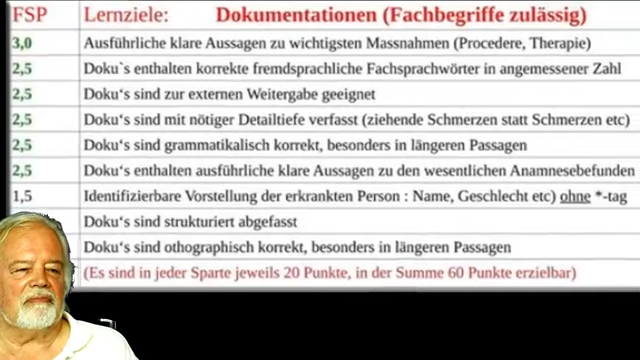 FSP Lernziele: Dokumentationen (Fachbegriffe zulässig)
3,0 Ausführliche klare Aussagen zu wichtigsten Massnahmen (Procedere, Therapie)
2,5 Doku`s enthalten korrekte fremdsprachliche Fachsprachwörter in angemessener Zahl
2,5 Doku‘s sind zur externen Weitergabe geeignet
2,5 Doku‘s sind mit nötiger Detailtiefe verfasst (ziehende Schmerzen statt Schmerzen etc)
2,5 Doku‘s sind grammatikalisch korrekt, besonders in längeren Passagen
2,5 Doku‘s enthalten ausführliche klare Aussagen zu den wesentlichen Anamnesebefunden
1,5 Identifizierbare Vorstellung der erkrankten Person : Name, Geschlecht etc) ohne *-tag
Doku‘s sind strukturiert abgefasst
Doku‘s sind othographisch korrekt, besonders in längeren Passagen
(Es sind in jeder Sparte jeweils 20 Punkte, in der Summe 60 Punkte erzielbar)